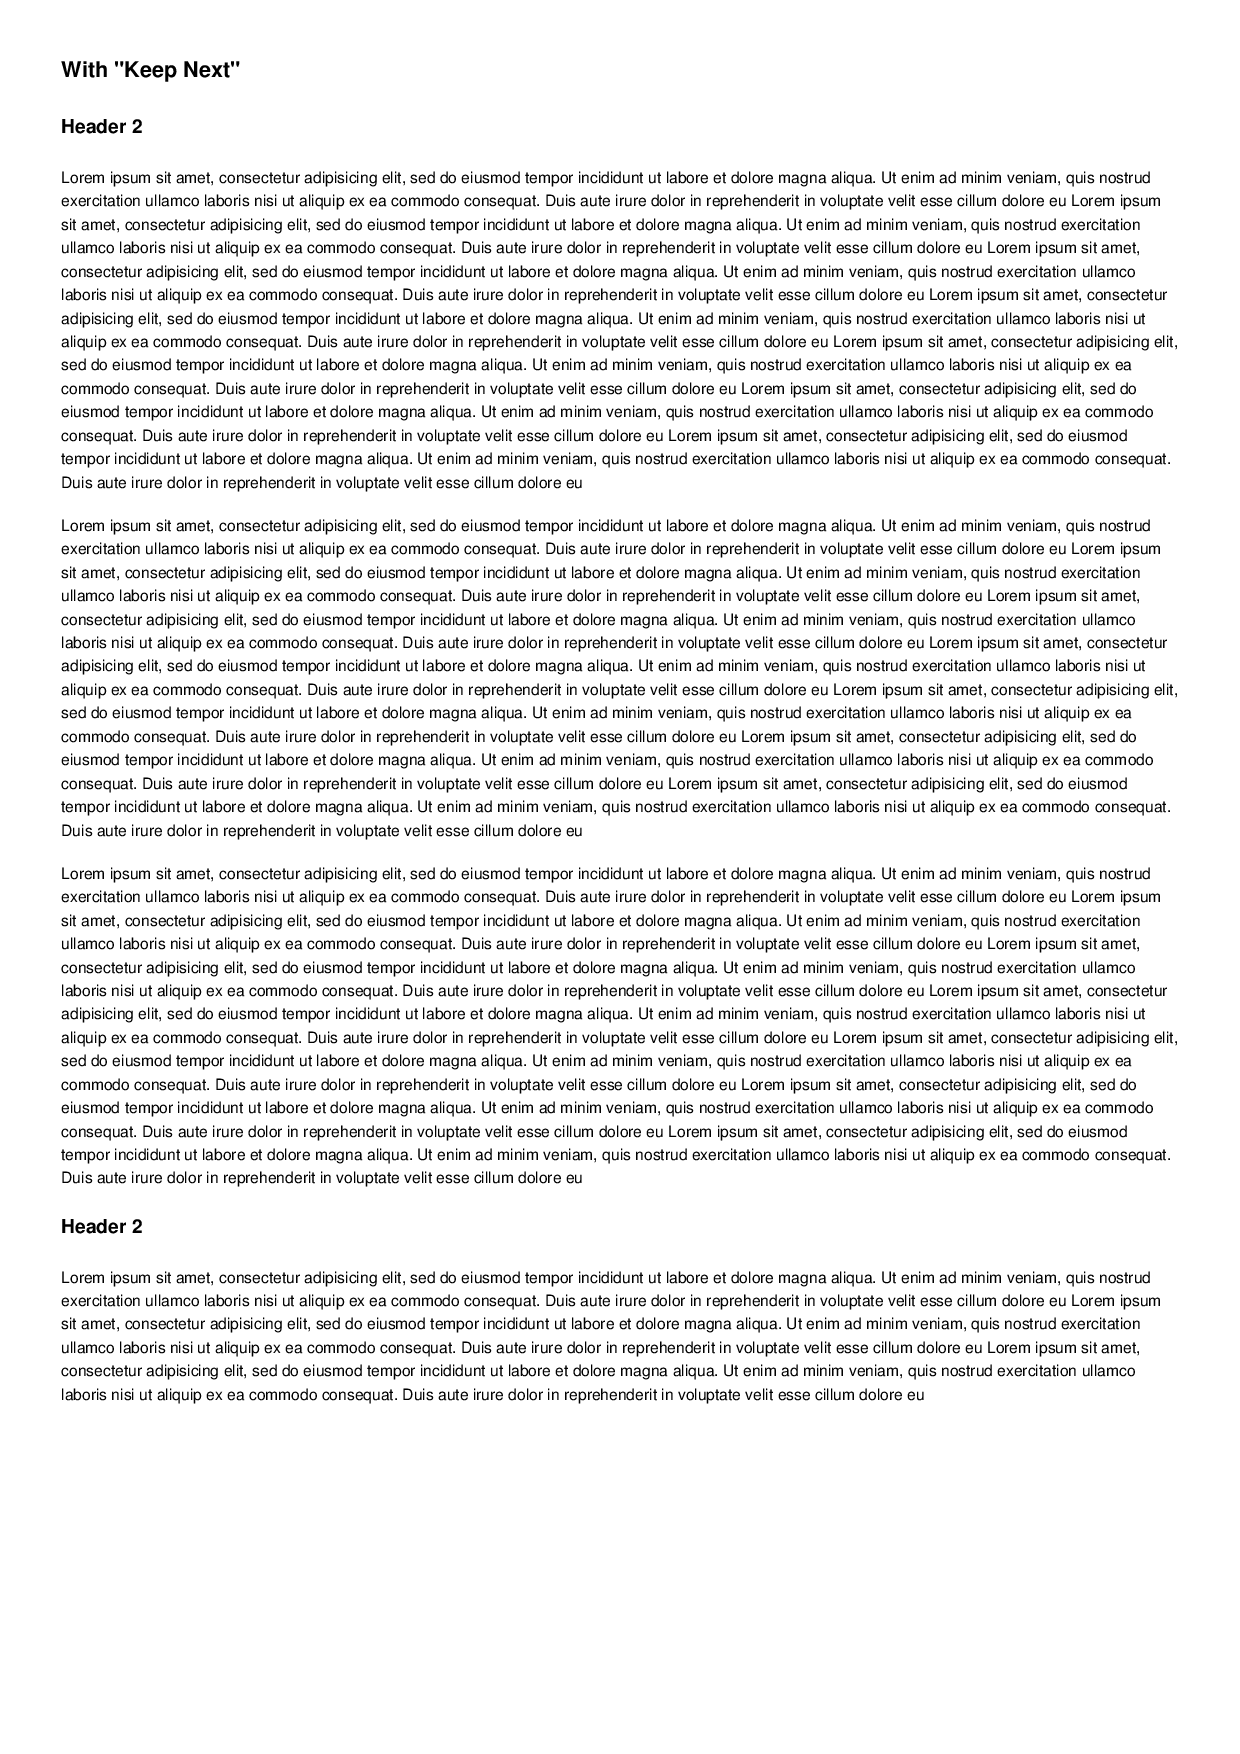 With "Keep Next"
Header 2
Lorem ipsum sit amet, consectetur adipisicing elit, sed do eiusmod tempor incididunt ut labore et dolore magna aliqua. Ut enim ad minim veniam, quis nostrud
exercitation ullamco laboris nisi ut aliquip ex ea commodo consequat. Duis aute irure dolor in reprehenderit in voluptate velit esse cillum dolore eu Lorem ipsum
sit amet, consectetur adipisicing elit, sed do eiusmod tempor incididunt ut labore et dolore magna aliqua. Ut enim ad minim veniam, quis nostrud exercitation
ullamco laboris nisi ut aliquip ex ea commodo consequat. Duis aute irure dolor in reprehenderit in voluptate velit esse cillum dolore eu Lorem ipsum sit amet,
consectetur adipisicing elit, sed do eiusmod tempor incididunt ut labore et dolore magna aliqua. Ut enim ad minim veniam, quis nostrud exercitation ullamco
laboris nisi ut aliquip ex ea commodo consequat. Duis aute irure dolor in reprehenderit in voluptate velit esse cillum dolore eu Lorem ipsum sit amet, consectetur
adipisicing elit, sed do eiusmod tempor incididunt ut labore et dolore magna aliqua. Ut enim ad minim veniam, quis nostrud exercitation ullamco laboris nisi ut
aliquip ex ea commodo consequat. Duis aute irure dolor in reprehenderit in voluptate velit esse cillum dolore eu Lorem ipsum sit amet, consectetur adipisicing elit,
sed do eiusmod tempor incididunt ut labore et dolore magna aliqua. Ut enim ad minim veniam, quis nostrud exercitation ullamco laboris nisi ut aliquip ex ea
commodo consequat. Duis aute irure dolor in reprehenderit in voluptate velit esse cillum dolore eu Lorem ipsum sit amet, consectetur adipisicing elit, sed do
eiusmod tempor incididunt ut labore et dolore magna aliqua. Ut enim ad minim veniam, quis nostrud exercitation ullamco laboris nisi ut aliquip ex ea commodo
consequat. Duis aute irure dolor in reprehenderit in voluptate velit esse cillum dolore eu Lorem ipsum sit amet, consectetur adipisicing elit, sed do eiusmod
tempor incididunt ut labore et dolore magna aliqua. Ut enim ad minim veniam, quis nostrud exercitation ullamco laboris nisi ut aliquip ex ea commodo consequat.
Duis aute irure dolor in reprehenderit in voluptate velit esse cillum dolore eu
Lorem ipsum sit amet, consectetur adipisicing elit, sed do eiusmod tempor incididunt ut labore et dolore magna aliqua. Ut enim ad minim veniam, quis nostrud
exercitation ullamco laboris nisi ut aliquip ex ea commodo consequat. Duis aute irure dolor in reprehenderit in voluptate velit esse cillum dolore eu Lorem ipsum
sit amet, consectetur adipisicing elit, sed do eiusmod tempor incididunt ut labore et dolore magna aliqua. Ut enim ad minim veniam, quis nostrud exercitation
ullamco laboris nisi ut aliquip ex ea commodo consequat. Duis aute irure dolor in reprehenderit in voluptate velit esse cillum dolore eu Lorem ipsum sit amet,
consectetur adipisicing elit, sed do eiusmod tempor incididunt ut labore et dolore magna aliqua. Ut enim ad minim veniam, quis nostrud exercitation ullamco
laboris nisi ut aliquip ex ea commodo consequat. Duis aute irure dolor in reprehenderit in voluptate velit esse cillum dolore eu Lorem ipsum sit amet, consectetur
adipisicing elit, sed do eiusmod tempor incididunt ut labore et dolore magna aliqua. Ut enim ad minim veniam, quis nostrud exercitation ullamco laboris nisi ut
aliquip ex ea commodo consequat. Duis aute irure dolor in reprehenderit in voluptate velit esse cillum dolore eu Lorem ipsum sit amet, consectetur adipisicing elit,
sed do eiusmod tempor incididunt ut labore et dolore magna aliqua. Ut enim ad minim veniam, quis nostrud exercitation ullamco laboris nisi ut aliquip ex ea
commodo consequat. Duis aute irure dolor in reprehenderit in voluptate velit esse cillum dolore eu Lorem ipsum sit amet, consectetur adipisicing elit, sed do
eiusmod tempor incididunt ut labore et dolore magna aliqua. Ut enim ad minim veniam, quis nostrud exercitation ullamco laboris nisi ut aliquip ex ea commodo
consequat. Duis aute irure dolor in reprehenderit in voluptate velit esse cillum dolore eu Lorem ipsum sit amet, consectetur adipisicing elit, sed do eiusmod
tempor incididunt ut labore et dolore magna aliqua. Ut enim ad minim veniam, quis nostrud exercitation ullamco laboris nisi ut aliquip ex ea commodo consequat.
Duis aute irure dolor in reprehenderit in voluptate velit esse cillum dolore eu
Lorem ipsum sit amet, consectetur adipisicing elit, sed do eiusmod tempor incididunt ut labore et dolore magna aliqua. Ut enim ad minim veniam, quis nostrud
exercitation ullamco laboris nisi ut aliquip ex ea commodo consequat. Duis aute irure dolor in reprehenderit in voluptate velit esse cillum dolore eu Lorem ipsum
sit amet, consectetur adipisicing elit, sed do eiusmod tempor incididunt ut labore et dolore magna aliqua. Ut enim ad minim veniam, quis nostrud exercitation
ullamco laboris nisi ut aliquip ex ea commodo consequat. Duis aute irure dolor in reprehenderit in voluptate velit esse cillum dolore eu Lorem ipsum sit amet,
consectetur adipisicing elit, sed do eiusmod tempor incididunt ut labore et dolore magna aliqua. Ut enim ad minim veniam, quis nostrud exercitation ullamco
laboris nisi ut aliquip ex ea commodo consequat. Duis aute irure dolor in reprehenderit in voluptate velit esse cillum dolore eu Lorem ipsum sit amet, consectetur
adipisicing elit, sed do eiusmod tempor incididunt ut labore et dolore magna aliqua. Ut enim ad minim veniam, quis nostrud exercitation ullamco laboris nisi ut
aliquip ex ea commodo consequat. Duis aute irure dolor in reprehenderit in voluptate velit esse cillum dolore eu Lorem ipsum sit amet, consectetur adipisicing elit,
sed do eiusmod tempor incididunt ut labore et dolore magna aliqua. Ut enim ad minim veniam, quis nostrud exercitation ullamco laboris nisi ut aliquip ex ea
commodo consequat. Duis aute irure dolor in reprehenderit in voluptate velit esse cillum dolore eu Lorem ipsum sit amet, consectetur adipisicing elit, sed do
eiusmod tempor incididunt ut labore et dolore magna aliqua. Ut enim ad minim veniam, quis nostrud exercitation ullamco laboris nisi ut aliquip ex ea commodo
consequat. Duis aute irure dolor in reprehenderit in voluptate velit esse cillum dolore eu Lorem ipsum sit amet, consectetur adipisicing elit, sed do eiusmod
tempor incididunt ut labore et dolore magna aliqua. Ut enim ad minim veniam, quis nostrud exercitation ullamco laboris nisi ut aliquip ex ea commodo consequat.
Duis aute irure dolor in reprehenderit in voluptate velit esse cillum dolore eu
Header 2
Lorem ipsum sit amet, consectetur adipisicing elit, sed do eiusmod tempor incididunt ut labore et dolore magna aliqua. Ut enim ad minim veniam, quis nostrud
exercitation ullamco laboris nisi ut aliquip ex ea commodo consequat. Duis aute irure dolor in reprehenderit in voluptate velit esse cillum dolore eu Lorem ipsum
sit amet, consectetur adipisicing elit, sed do eiusmod tempor incididunt ut labore et dolore magna aliqua. Ut enim ad minim veniam, quis nostrud exercitation
ullamco laboris nisi ut aliquip ex ea commodo consequat. Duis aute irure dolor in reprehenderit in voluptate velit esse cillum dolore eu Lorem ipsum sit amet,
consectetur adipisicing elit, sed do eiusmod tempor incididunt ut labore et dolore magna aliqua. Ut enim ad minim veniam, quis nostrud exercitation ullamco
laboris nisi ut aliquip ex ea commodo consequat. Duis aute irure dolor in reprehenderit in voluptate velit esse cillum dolore eu